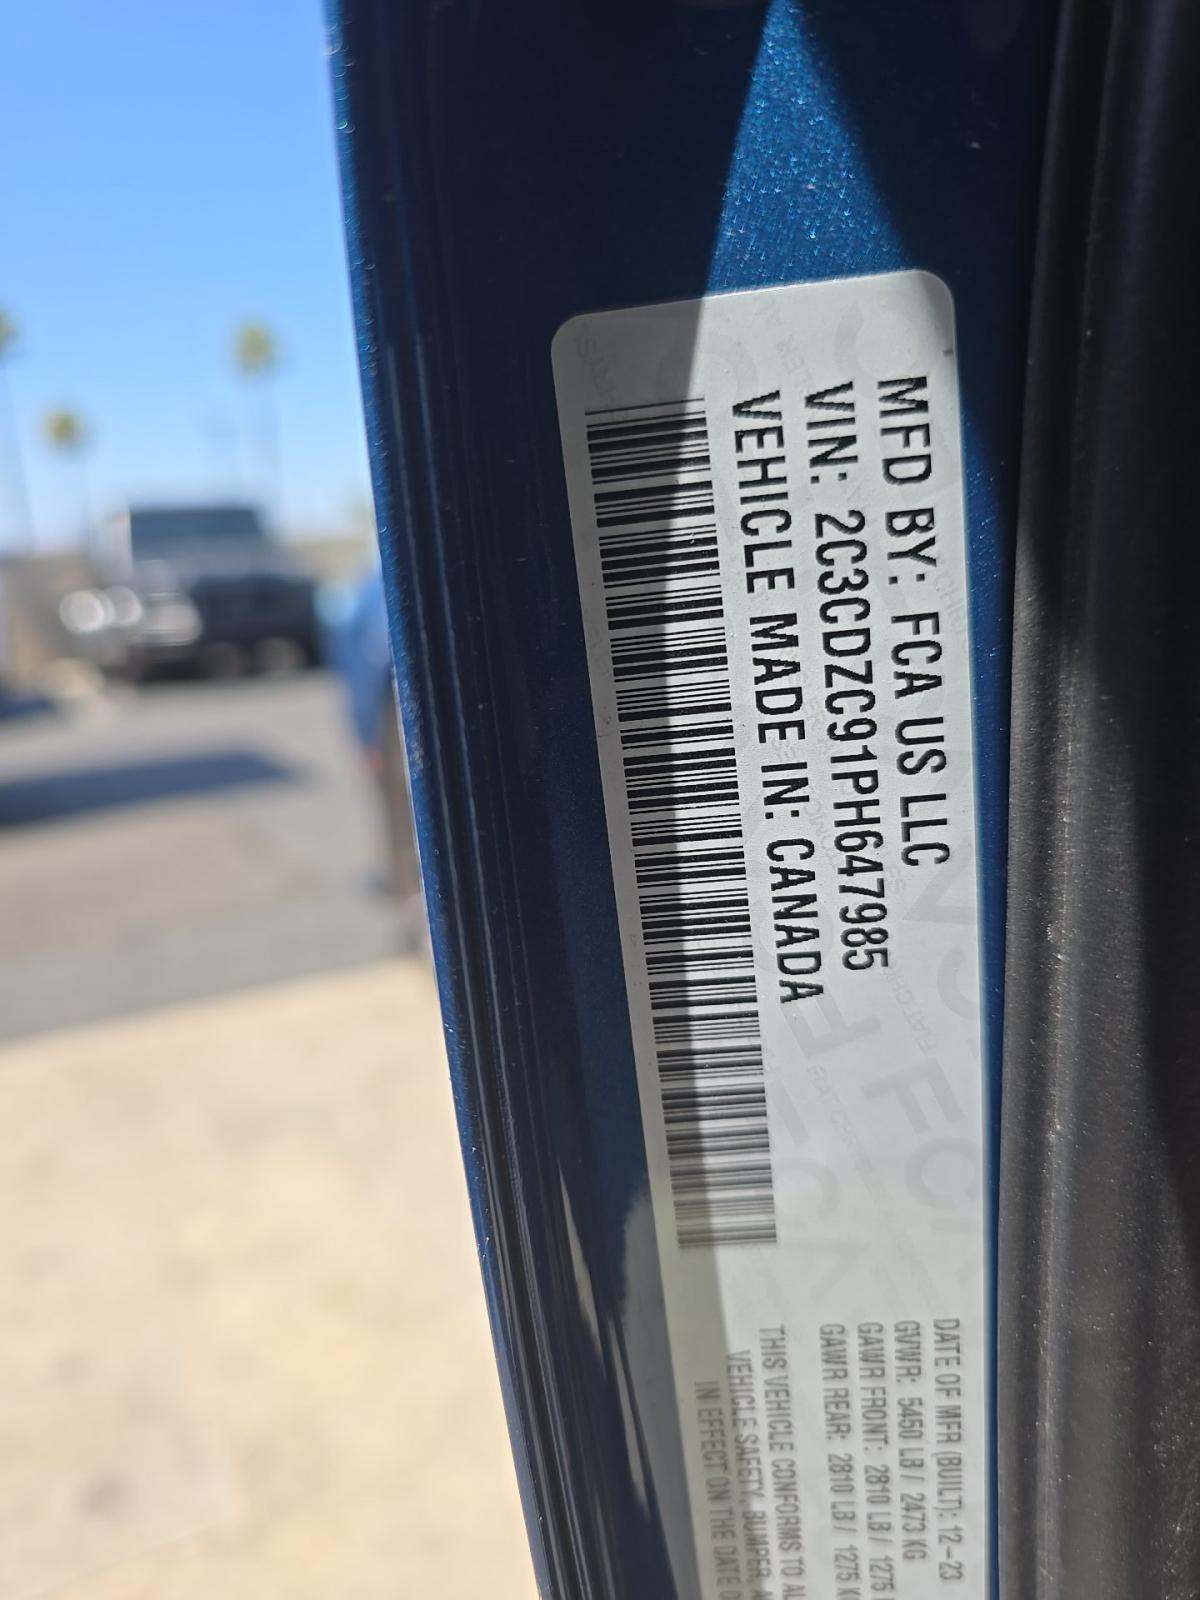 MFD BY: FCA US LLC
VIN: 2C3CDZC91PH647985
VEHICLE MADE IN: CANADA
DATE OF MFR (BUILT): 12-23
GVWR: 5450 LB / 2473 KG
GAWR FRONT: 2810 LB / 1275
GAWR REAR: 2810 LB / 1275
THIS VEHICLE CONFORMS TO
VEHICLE SAFETY, BUMPER,
IN EFFECT ON THE DATE